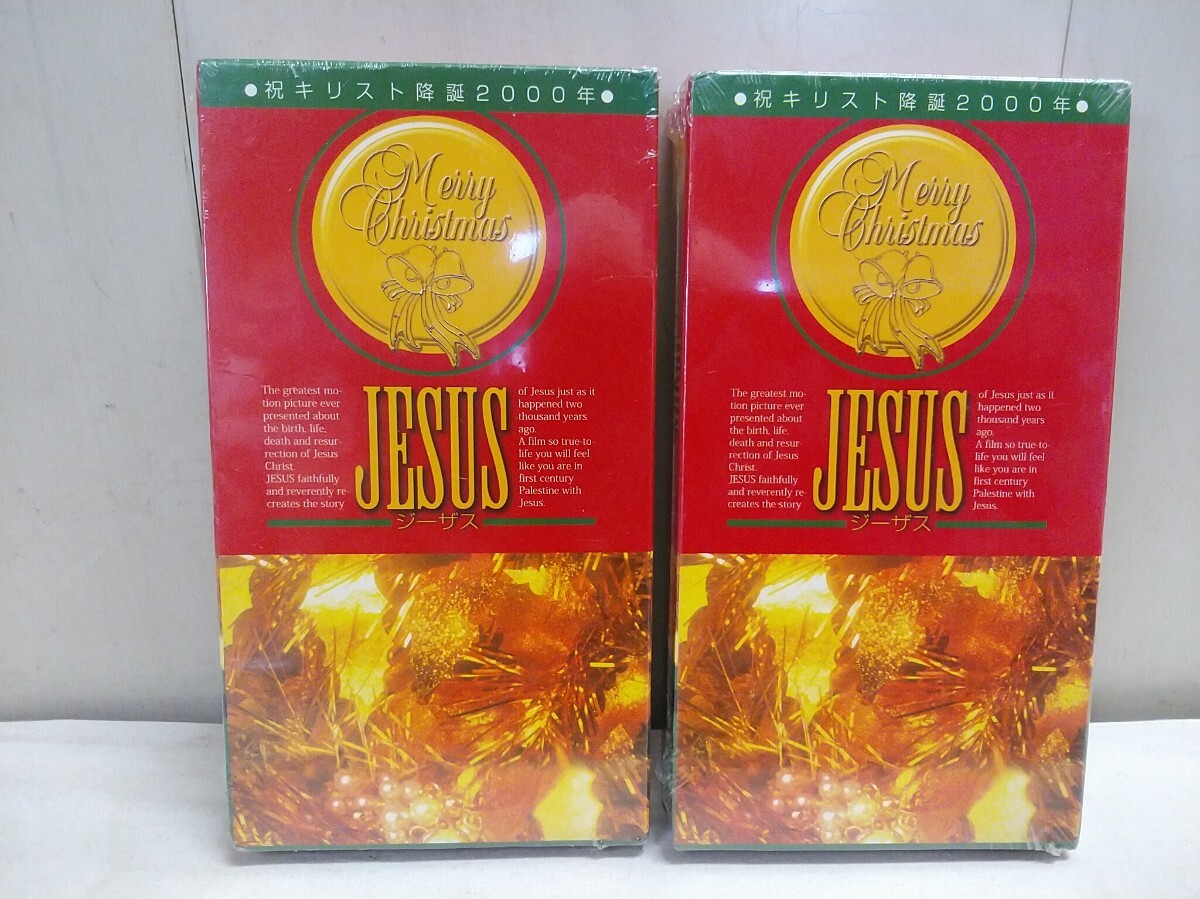 ●祝キリスト降誕2000年●
Merry
Christmas
The greatest mo-
tion picture ever
presented about
the birth, life,
death and resur-
rection of Jesus
Christ.
JESUS faithfully
and reverently re-
creates the story
JESUS
ジーザス
of Jesus just as it
happened two
thousand years
ago.
A film so true-to-
life you will feel
like you are in
first century
Palestine with
Jesus.
●祝キリスト降誕2000年●
Merry
Christmas
The greatest mo-
tion picture ever
presented about
the birth, life,
death and resur-
rection of Jesus
Christ.
JESUS faithfully
and reverently re-
creates the story
JESUS
ジーザス
of Jesus just as it
happened two
thousand years
ago.
A film so true-to-
life you will feel
like you are in
first century
Palestine with
Jesus.